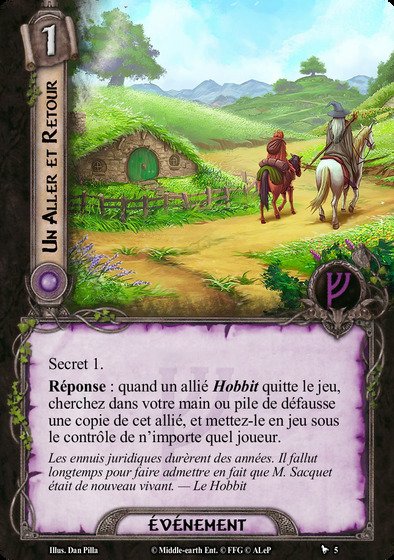 1
Un Aller et Retour
Secret 1.
Réponse : quand un allié Hobbit quitte le jeu,
cherchez dans votre main ou pile de défausse
une copie de cet allié, et mettez-le en jeu sous
le contrôle de n’importe quel joueur.
Les ennuis juridiques durèrent des années. Il fallut
longtemps pour faire admettre en fait que M. Sacquet
était de nouveau vivant. — Le Hobbit
ÉVÉNEMENT
Illus. Dan Pilla
© Middle-earth Ent. © FFG © ALeP
5